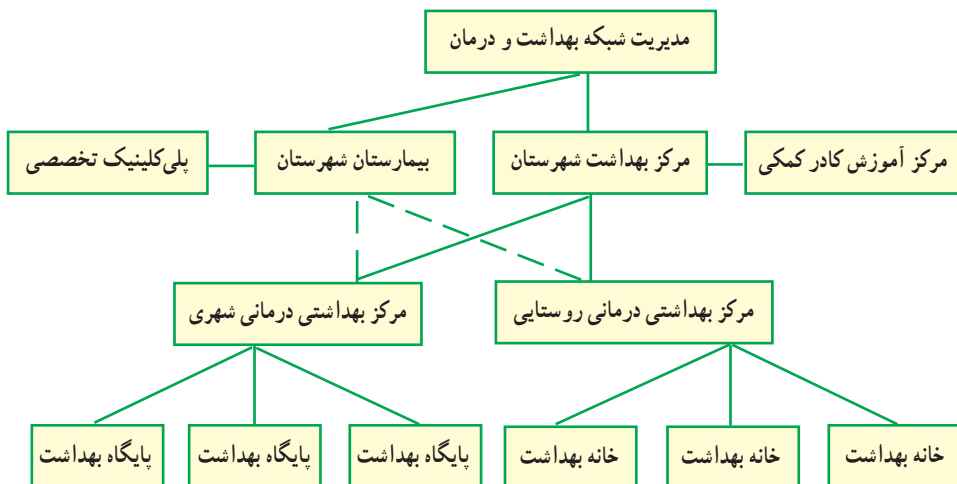 مدیریت شبکه بهداشت و درمان
مرکز آموزش کادر کمکی
مرکز بهداشت شهرستان
بیمارستان شهرستان
پلی‌کلینیک تخصصی
مرکز بهداشتی درمانی روستایی
مرکز بهداشتی درمانی شهری
خانه بهداشت
خانه بهداشت
خانه بهداشت
پایگاه بهداشت
پایگاه بهداشت
پایگاه بهداشت